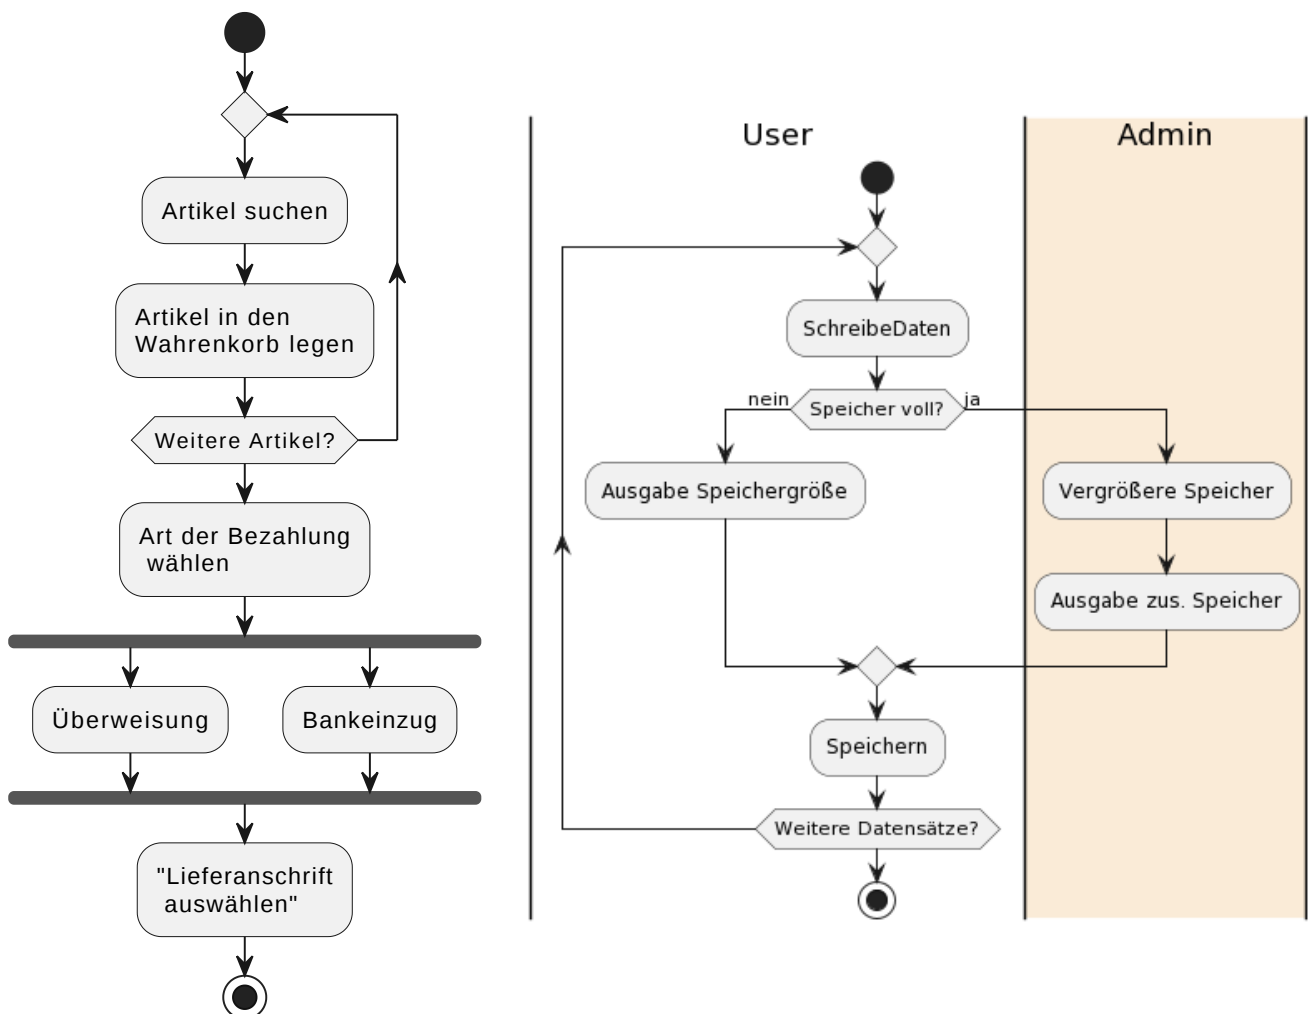 Artikel suchen
Artikel in den
Wahrenkorb legen
Weitere Artikel?
Art der Bezahlung
wählen
Überweisung
Bankeinzug
"Lieferanschrift
auswählen"
User
Admin
SchreibeDaten
nein
Speicher voll?
ja
Ausgabe Speichergröße
Vergrößere Speicher
Ausgabe zus. Speicher
Speichern
Weitere Datensätze?